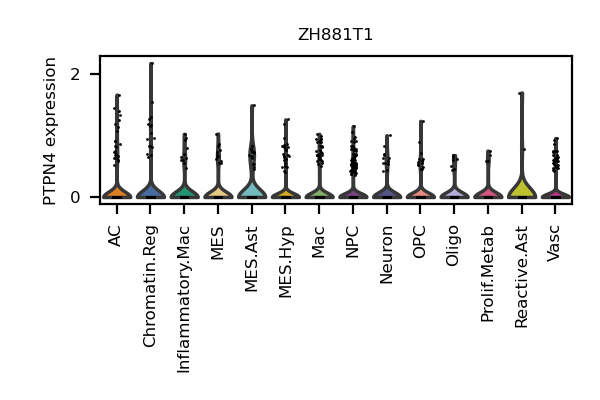 ZH881T1
PTPN4 expression
2
0
AC
Chromatin.Reg
Inflammatory.Mac
MES
MES.Ast
MES.Hyp
Mac
NPC
Neuron
OPC
Oligo
Prolif.Metab
Reactive.Ast
Vasc